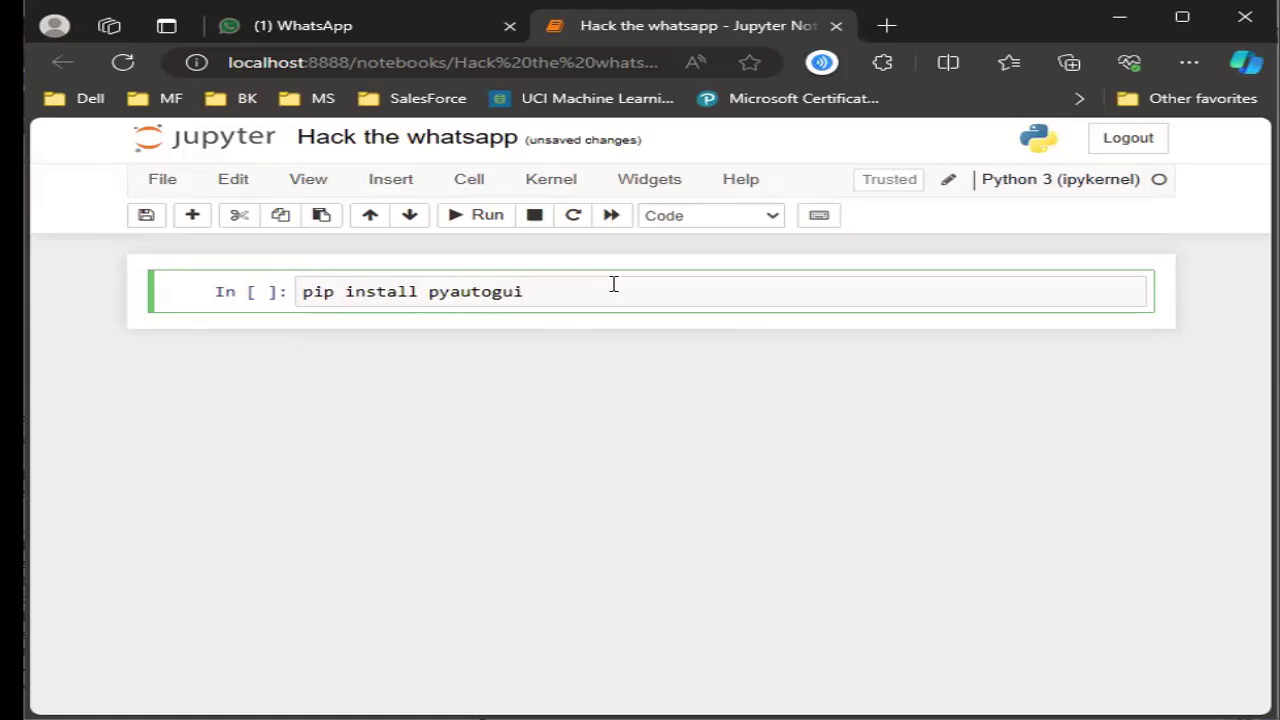 (1) WhatsApp
Hack the whatsapp - Jupyter No
localhost:8888/notebooks/Hack%20the%20whats...
Dell MF BK MS SalesForce UCI Machine Learni... Microsoft Certificat... Other favorites
jupyter Hack the whatsapp (unsaved changes) Logout
File Edit View Insert Cell Kernel Widgets Help Trusted Python 3 (ipykernel)
Run Code
In [ ]: pip install pyautogui